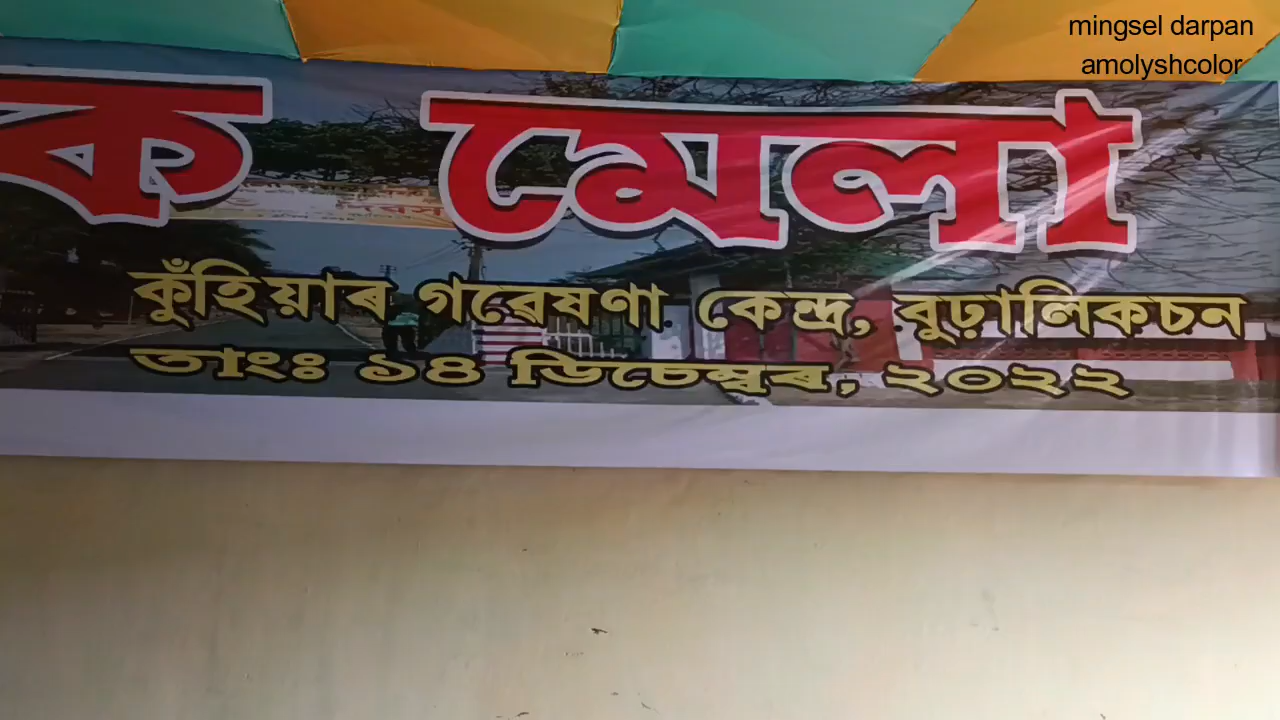 mingsel darpan
amolyshcolor
ক মেলা
কুঁহিয়াৰ গৱেষণা কেন্দ্ৰ, বুঢ়ালিকচন
তাংঃ ১৪ ডিচেম্বৰ, ২০২২